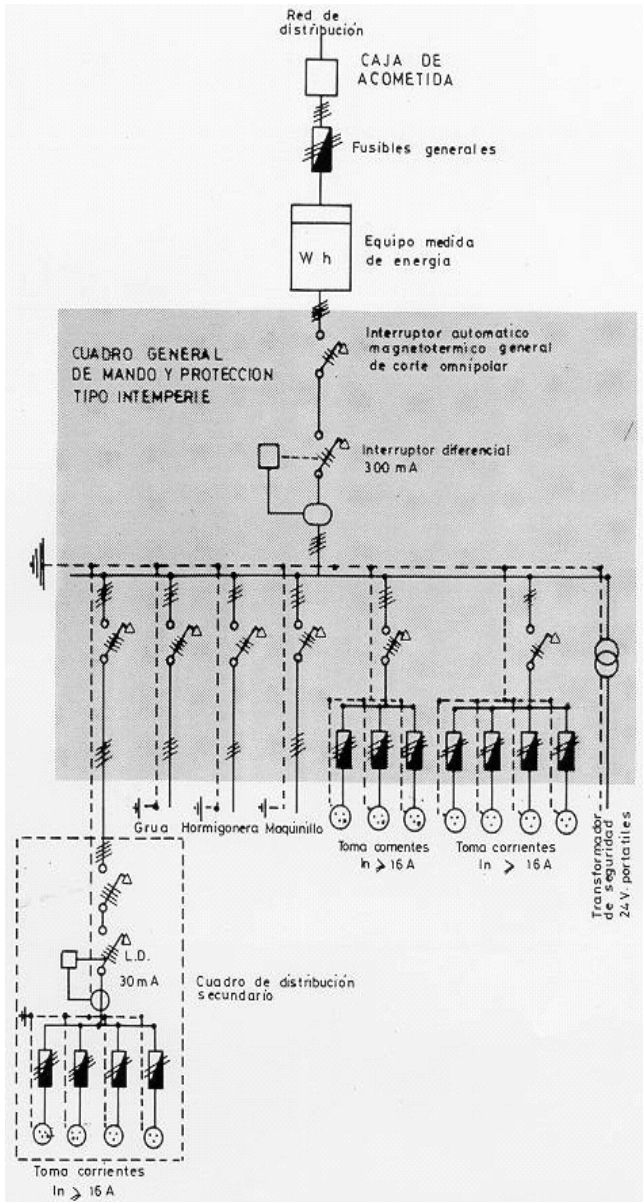 Red de
distribución
CAJA DE
ACOMETIDA
Fusibles generales
Equipo medida
de energia
W h
Interruptor automatico
magnetotermico general
de corte omnipolar
CUADRO GENERAL
DE MANDO Y PROTECCION
TIPO INTEMPERIE
Interruptor diferencial
300 mA
Grua
Hormigonera
Maquinillo
Toma corrientes
In ⩾ 16 A
Toma corrientes
In ⩾ 16 A
Transformador
de seguridad
24 V. portatiles
L.D.
30 mA
Cuadro de distribución
secundario
Toma corrientes
In ⩾ 16 A